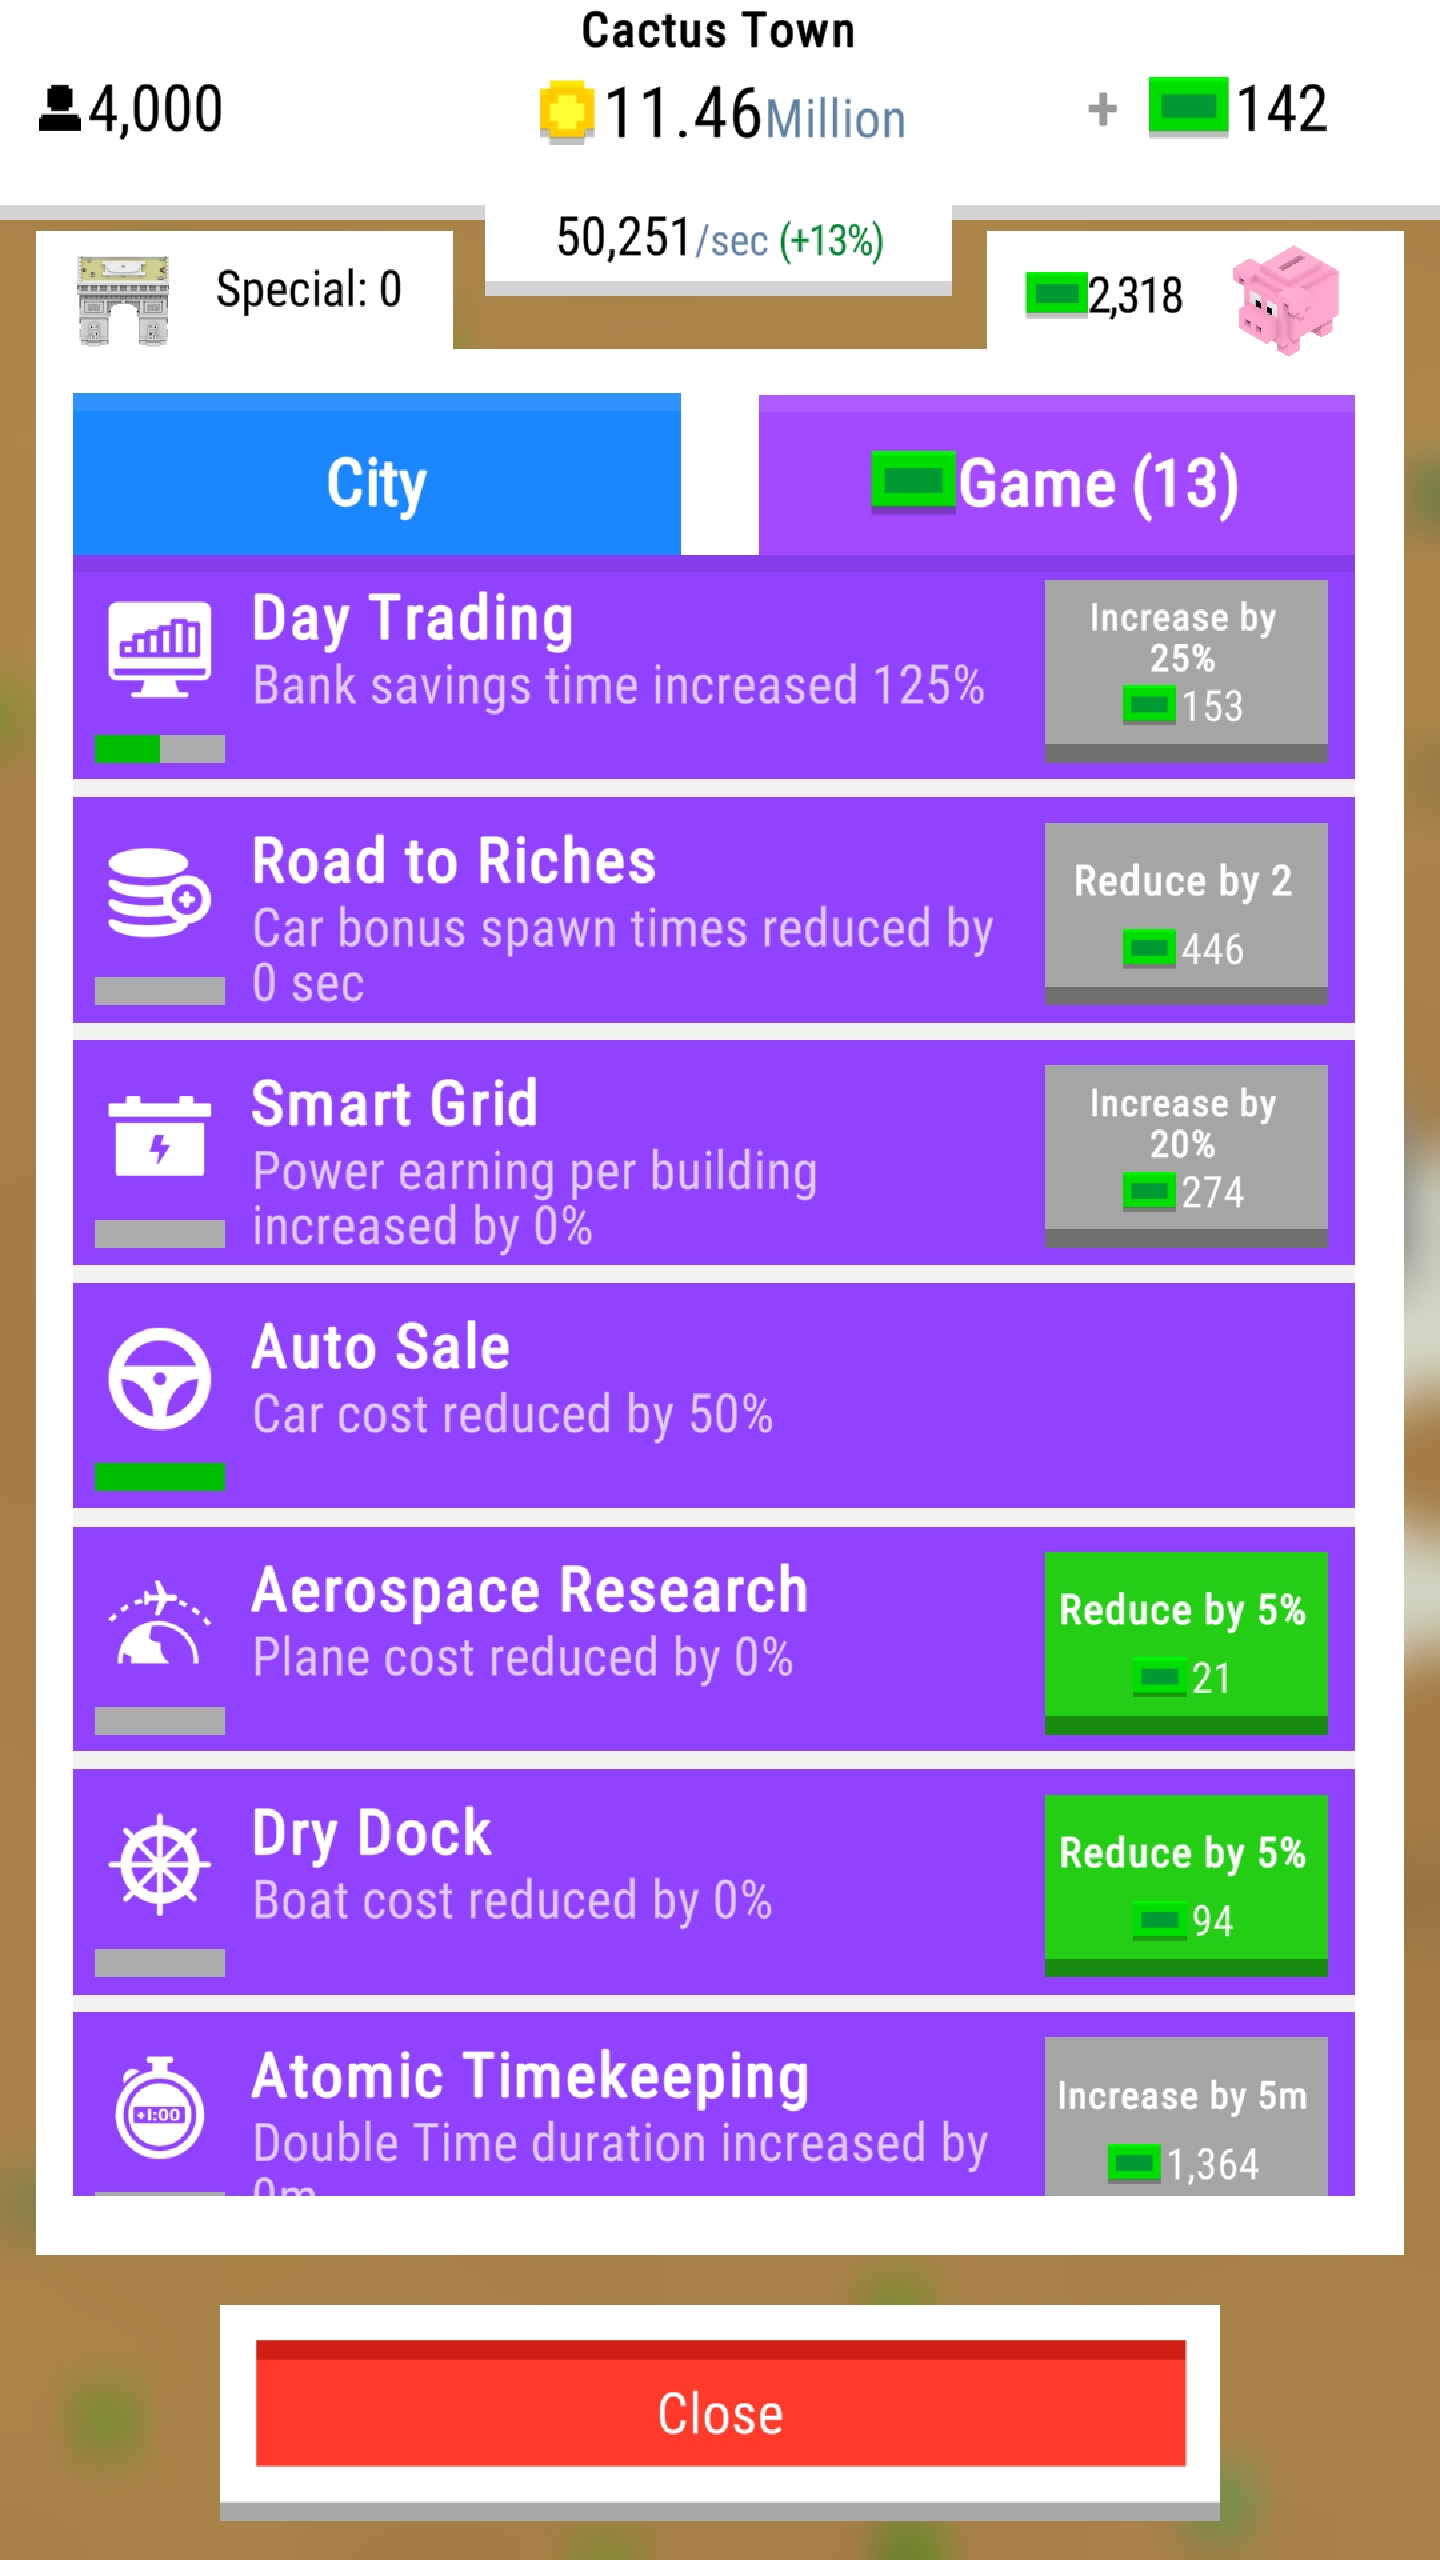 Cactus Town
4,000
11.46Million
+ 142
50,251/sec (+13%)
Special: 0
2,318
City
Game (13)
Day Trading
Bank savings time increased 125%
Increase by
25%
153
Road to Riches
Car bonus spawn times reduced by
0 sec
Reduce by 2
446
Smart Grid
Power earning per building
increased by 0%
Increase by
20%
274
Auto Sale
Car cost reduced by 50%
Aerospace Research
Plane cost reduced by 0%
Reduce by 5%
21
Dry Dock
Boat cost reduced by 0%
Reduce by 5%
94
+1:00
Atomic Timekeeping
Double Time duration increased by
0m
Increase by 5m
1,364
Close